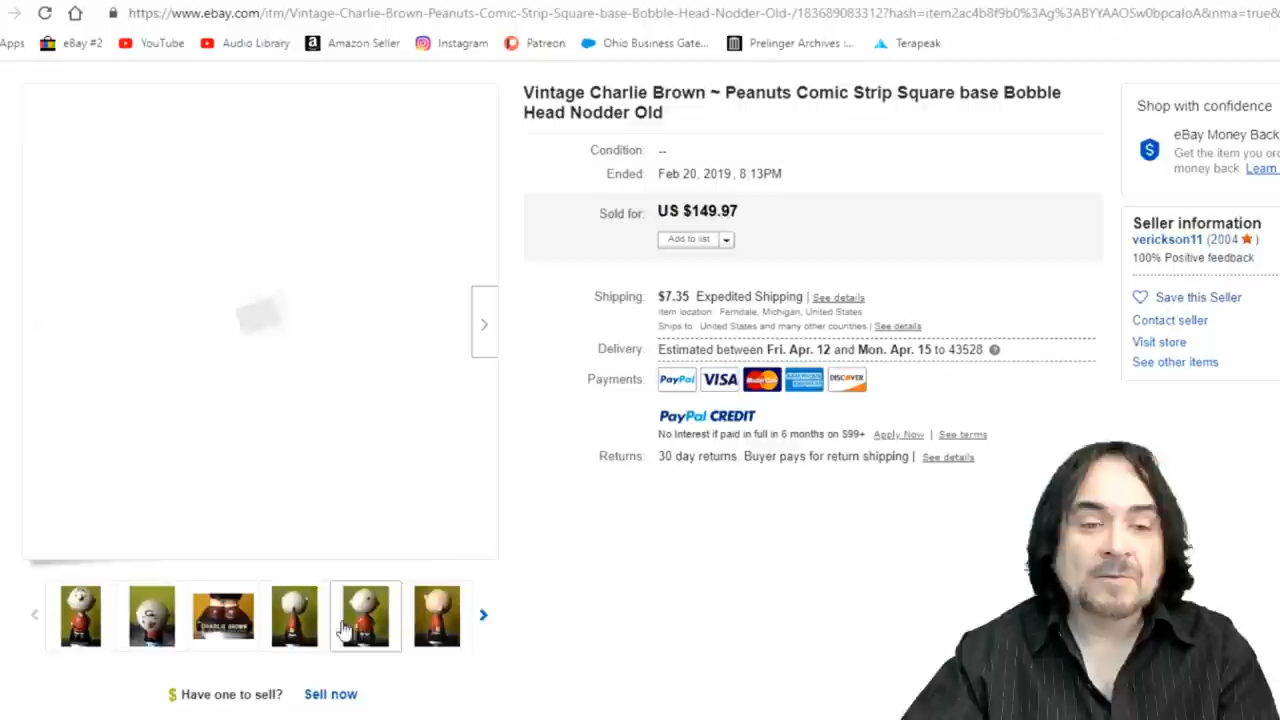 https://www.ebay.com/itm/Vintage-Charlie-Brown-Peanuts-Comic-Strip-Square-base-Bobble-Head-Nodder-Old-/183689083312?hash=item2ac4b8f9b0%3Ag%3ABYYAAOSw0bpcaIoA&nma=true&
Apps eBay #2 YouTube Audio Library Amazon Seller Instagram Patreon Ohio Business Gate... Prelinger Archives :... Terapeak
Vintage Charlie Brown ~ Peanuts Comic Strip Square base Bobble
Head Nodder Old
Condition: --
Ended: Feb 20, 2019 , 8:13PM
Sold for: US $149.97
Add to list
Shipping: $7.35 Expedited Shipping | See details
Item location: Ferndale, Michigan, United States
Ships to: United States and many other countries | See details
Delivery: Estimated between Fri. Apr. 12 and Mon. Apr. 15 to 43528
Payments: PayPal VISA MasterCard AMERICAN EXPRESS DISCOVER
PayPal CREDIT
No Interest if paid in full in 6 months on $99+ Apply Now | See terms
Returns: 30 day returns. Buyer pays for return shipping | See details
Shop with confidence
eBay Money Back
Get the item you
money back. Learn
Seller information
verickson11 (2004 )
100% Positive feedback
Save this Seller
Contact seller
Visit store
See other items
CHARLIE BROWN
$ Have one to sell? Sell now